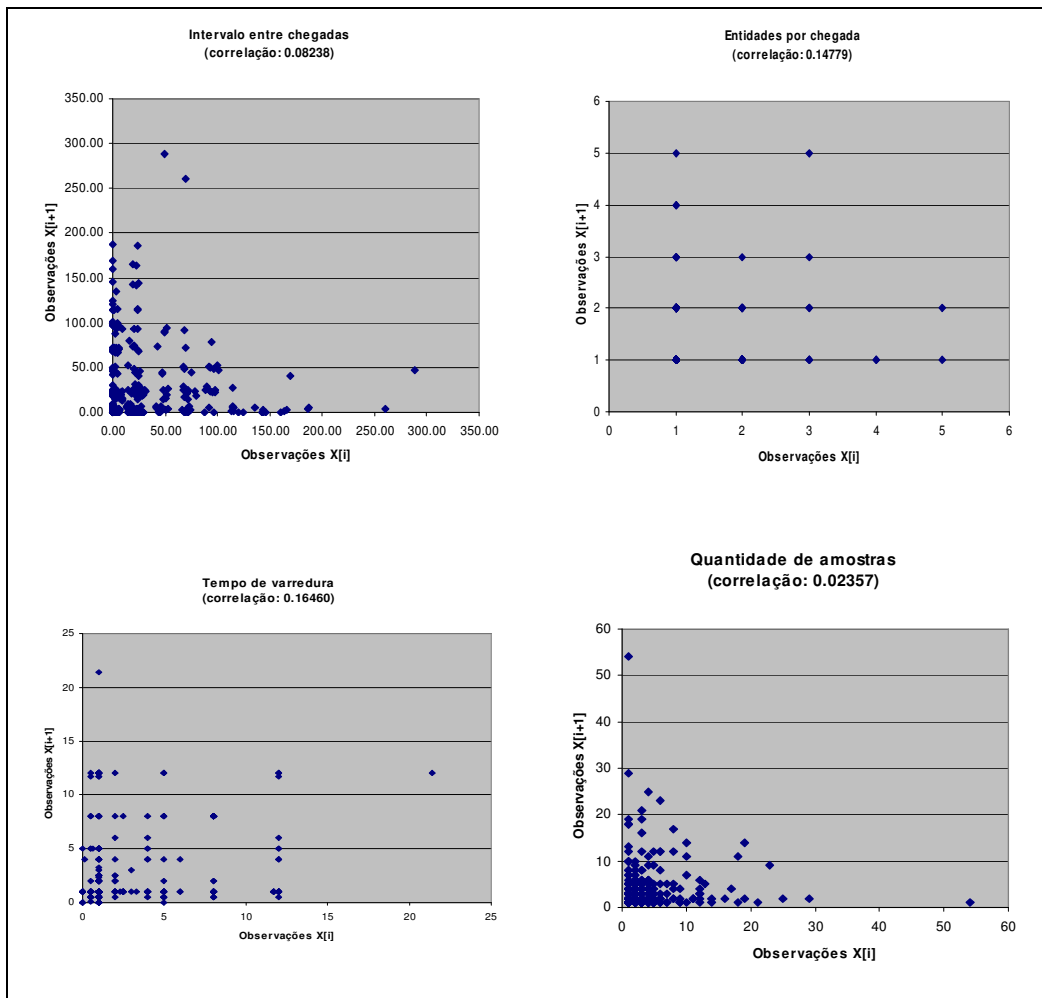 Intervalo entre chegadas
(correlação: 0.08238)
350.00
300.00
250.00
200.00
150.00
100.00
50.00
0.00
0.00 50.00 100.00 150.00 200.00 250.00 300.00 350.00
Observações X[i+1]
Observações X[i]
Entidades por chegada
(correlação: 0.14779)
6
5
4
3
2
1
0
0 1 2 3 4 5 6
Observações X[i+1]
Observações X[i]
Tempo de varredura
(correlação: 0.16460)
25
20
15
10
5
0
0 5 10 15 20 25
Observações X[i+1]
Observações X[i]
Quantidade de amostras
(correlação: 0.02357)
60
50
40
30
20
10
0
0 10 20 30 40 50 60
Observações X[i+1]
Observações X[i]